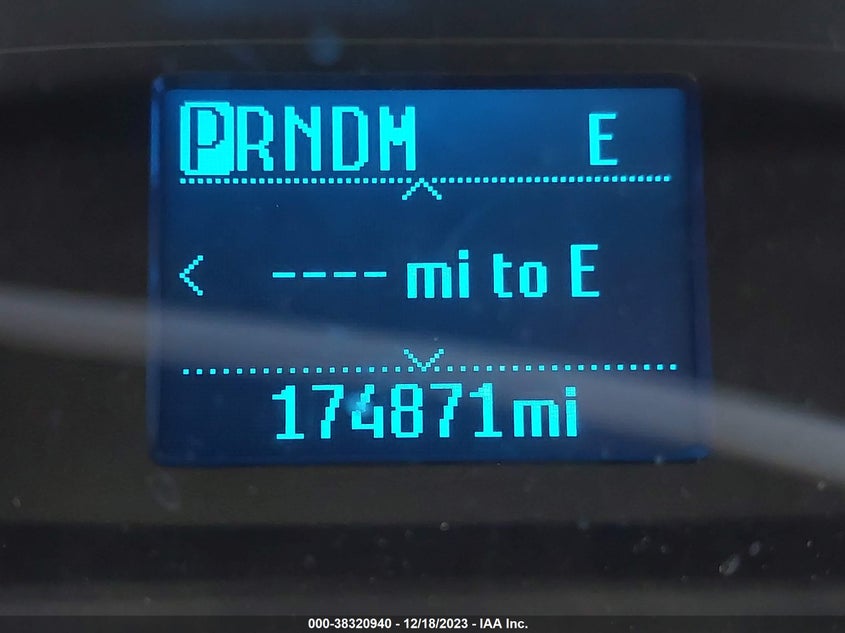 PRNDM E
---- mi to E
174871mi
000-38320940 - 12/18/2023 - IAA Inc.